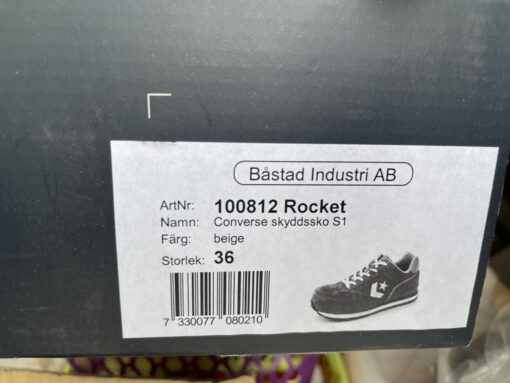 Båstad Industri AB
ArtNr: 100812 Rocket
Namn: Converse skyddssko S1
Färg: beige
Storlek: 36
7 330077 080210